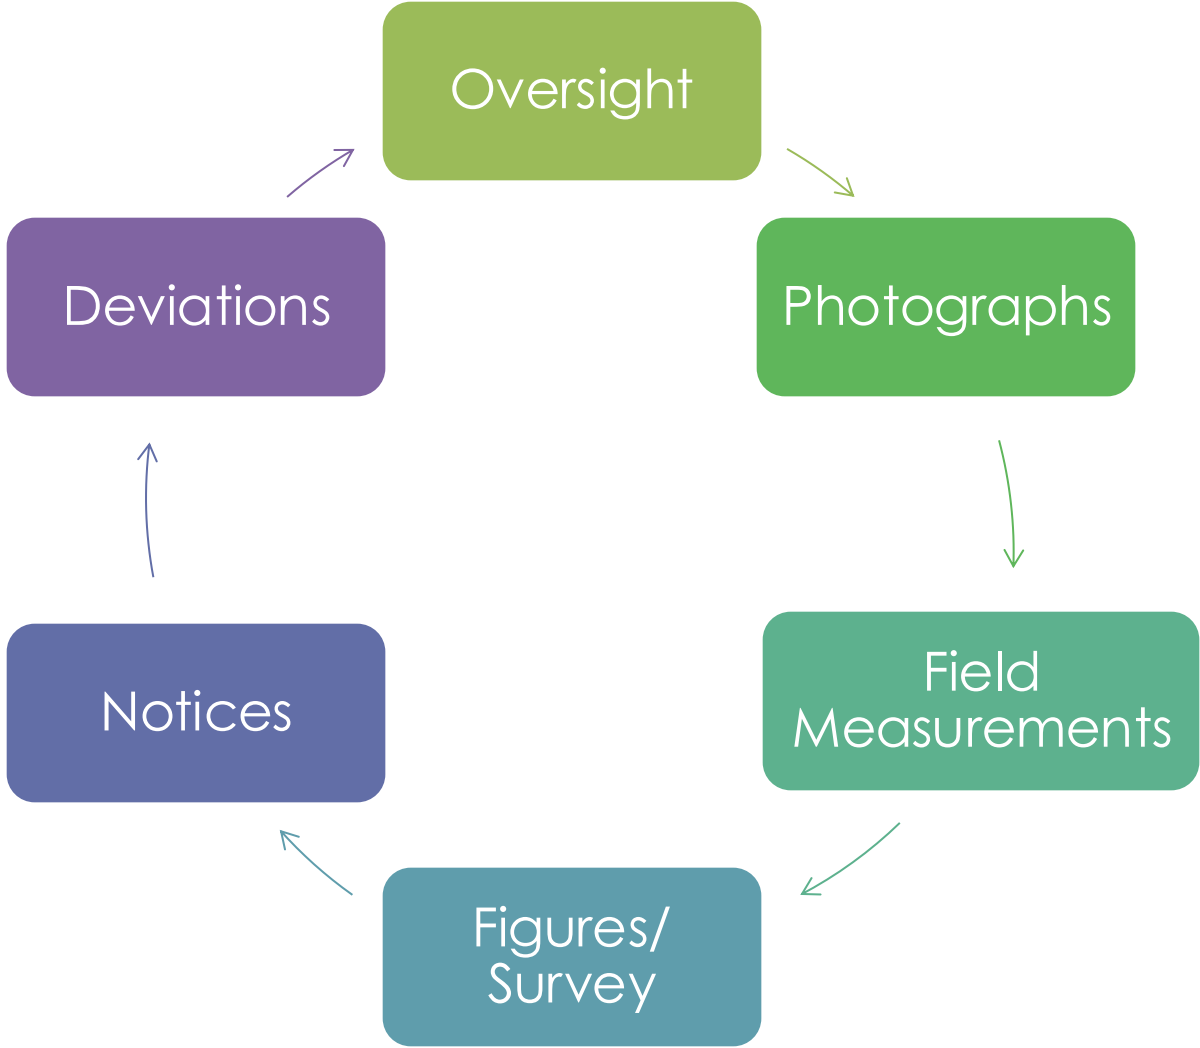 Oversight
Photographs
Field
Measurements
Figures/
Survey
Notices
Deviations